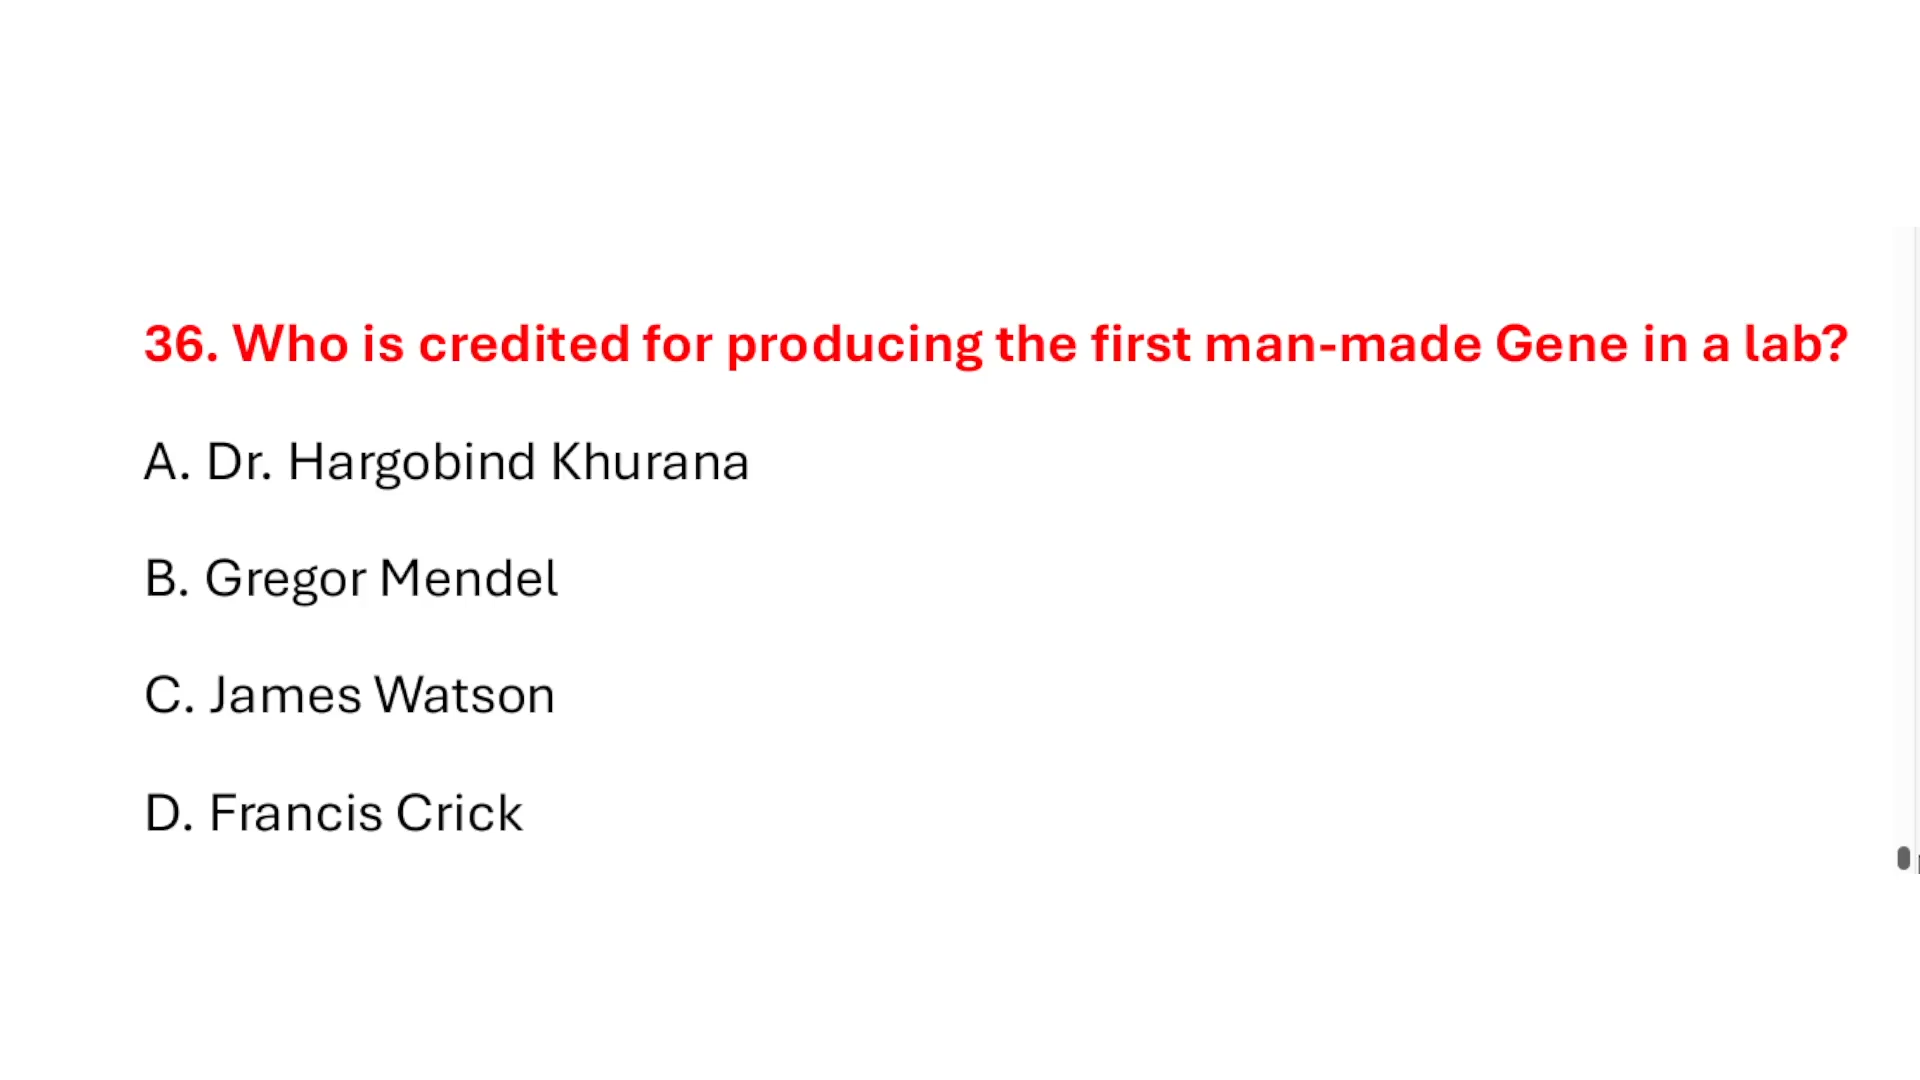 36. Who is credited for producing the first man-made Gene in a lab?
A. Dr. Hargobind Khurana
B. Gregor Mendel
C. James Watson
D. Francis Crick